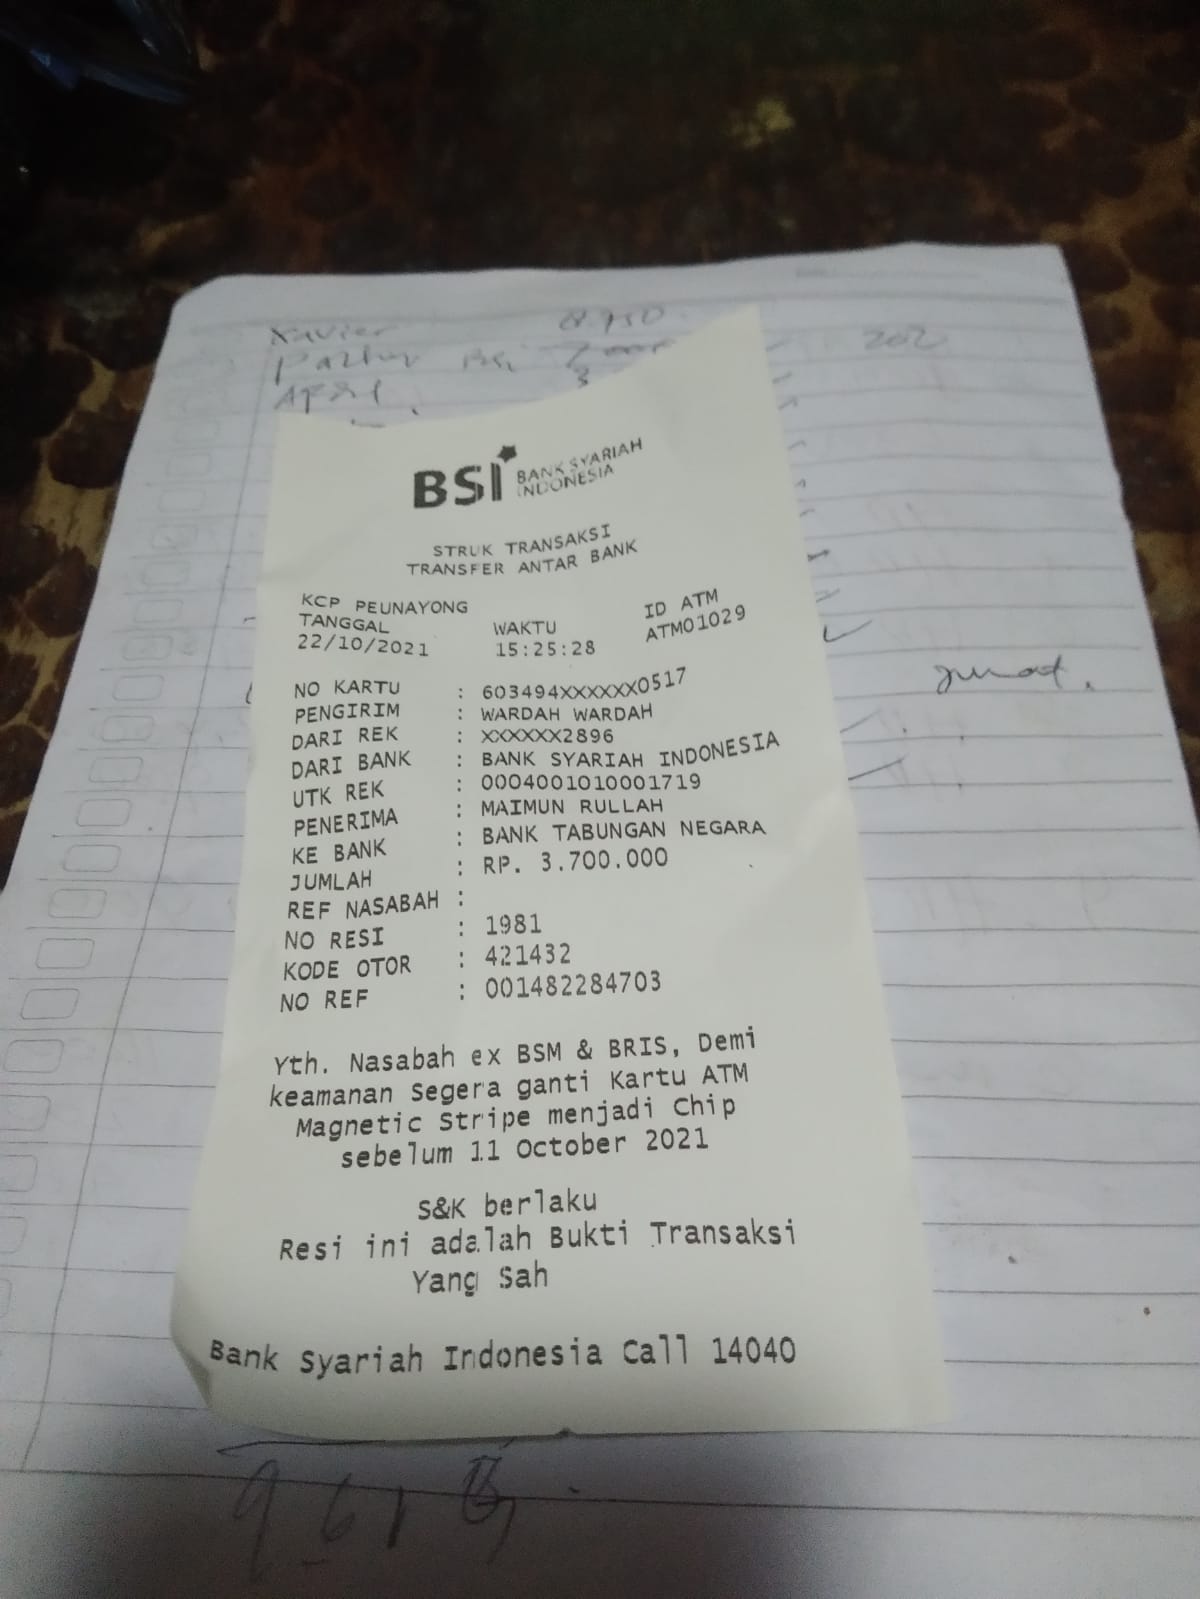 Xavier 8.750
202
BSI BANK SYARIAH
INDONESIA
STRUK TRANSAKSI
TRANSFER ANTAR BANK
KCP PEUNAYONG
TANGGAL WAKTU ID ATM
22/10/2021 15:25:28 ATM01029
NO KARTU : 603494XXXXXX0517
PENGIRIM : WARDAH WARDAH
DARI REK : XXXXXX2896
DARI BANK : BANK SYARIAH INDONESIA
UTK REK : 0004001010001719
PENERIMA : MAIMUN RULLAH
KE BANK : BANK TABUNGAN NEGARA
JUMLAH : RP. 3.700.000
REF NASABAH :
NO RESI : 1981
KODE OTOR : 421432
NO REF : 001482284703
Yth. Nasabah ex BSM & BRIS, Demi
keamanan Segera ganti Kartu ATM
Magnetic Stripe menjadi Chip
sebelum 11 October 2021
S&K berlaku
Resi ini adalah Bukti Transaksi
Yang Sah
Bank Syariah Indonesia Call 14040